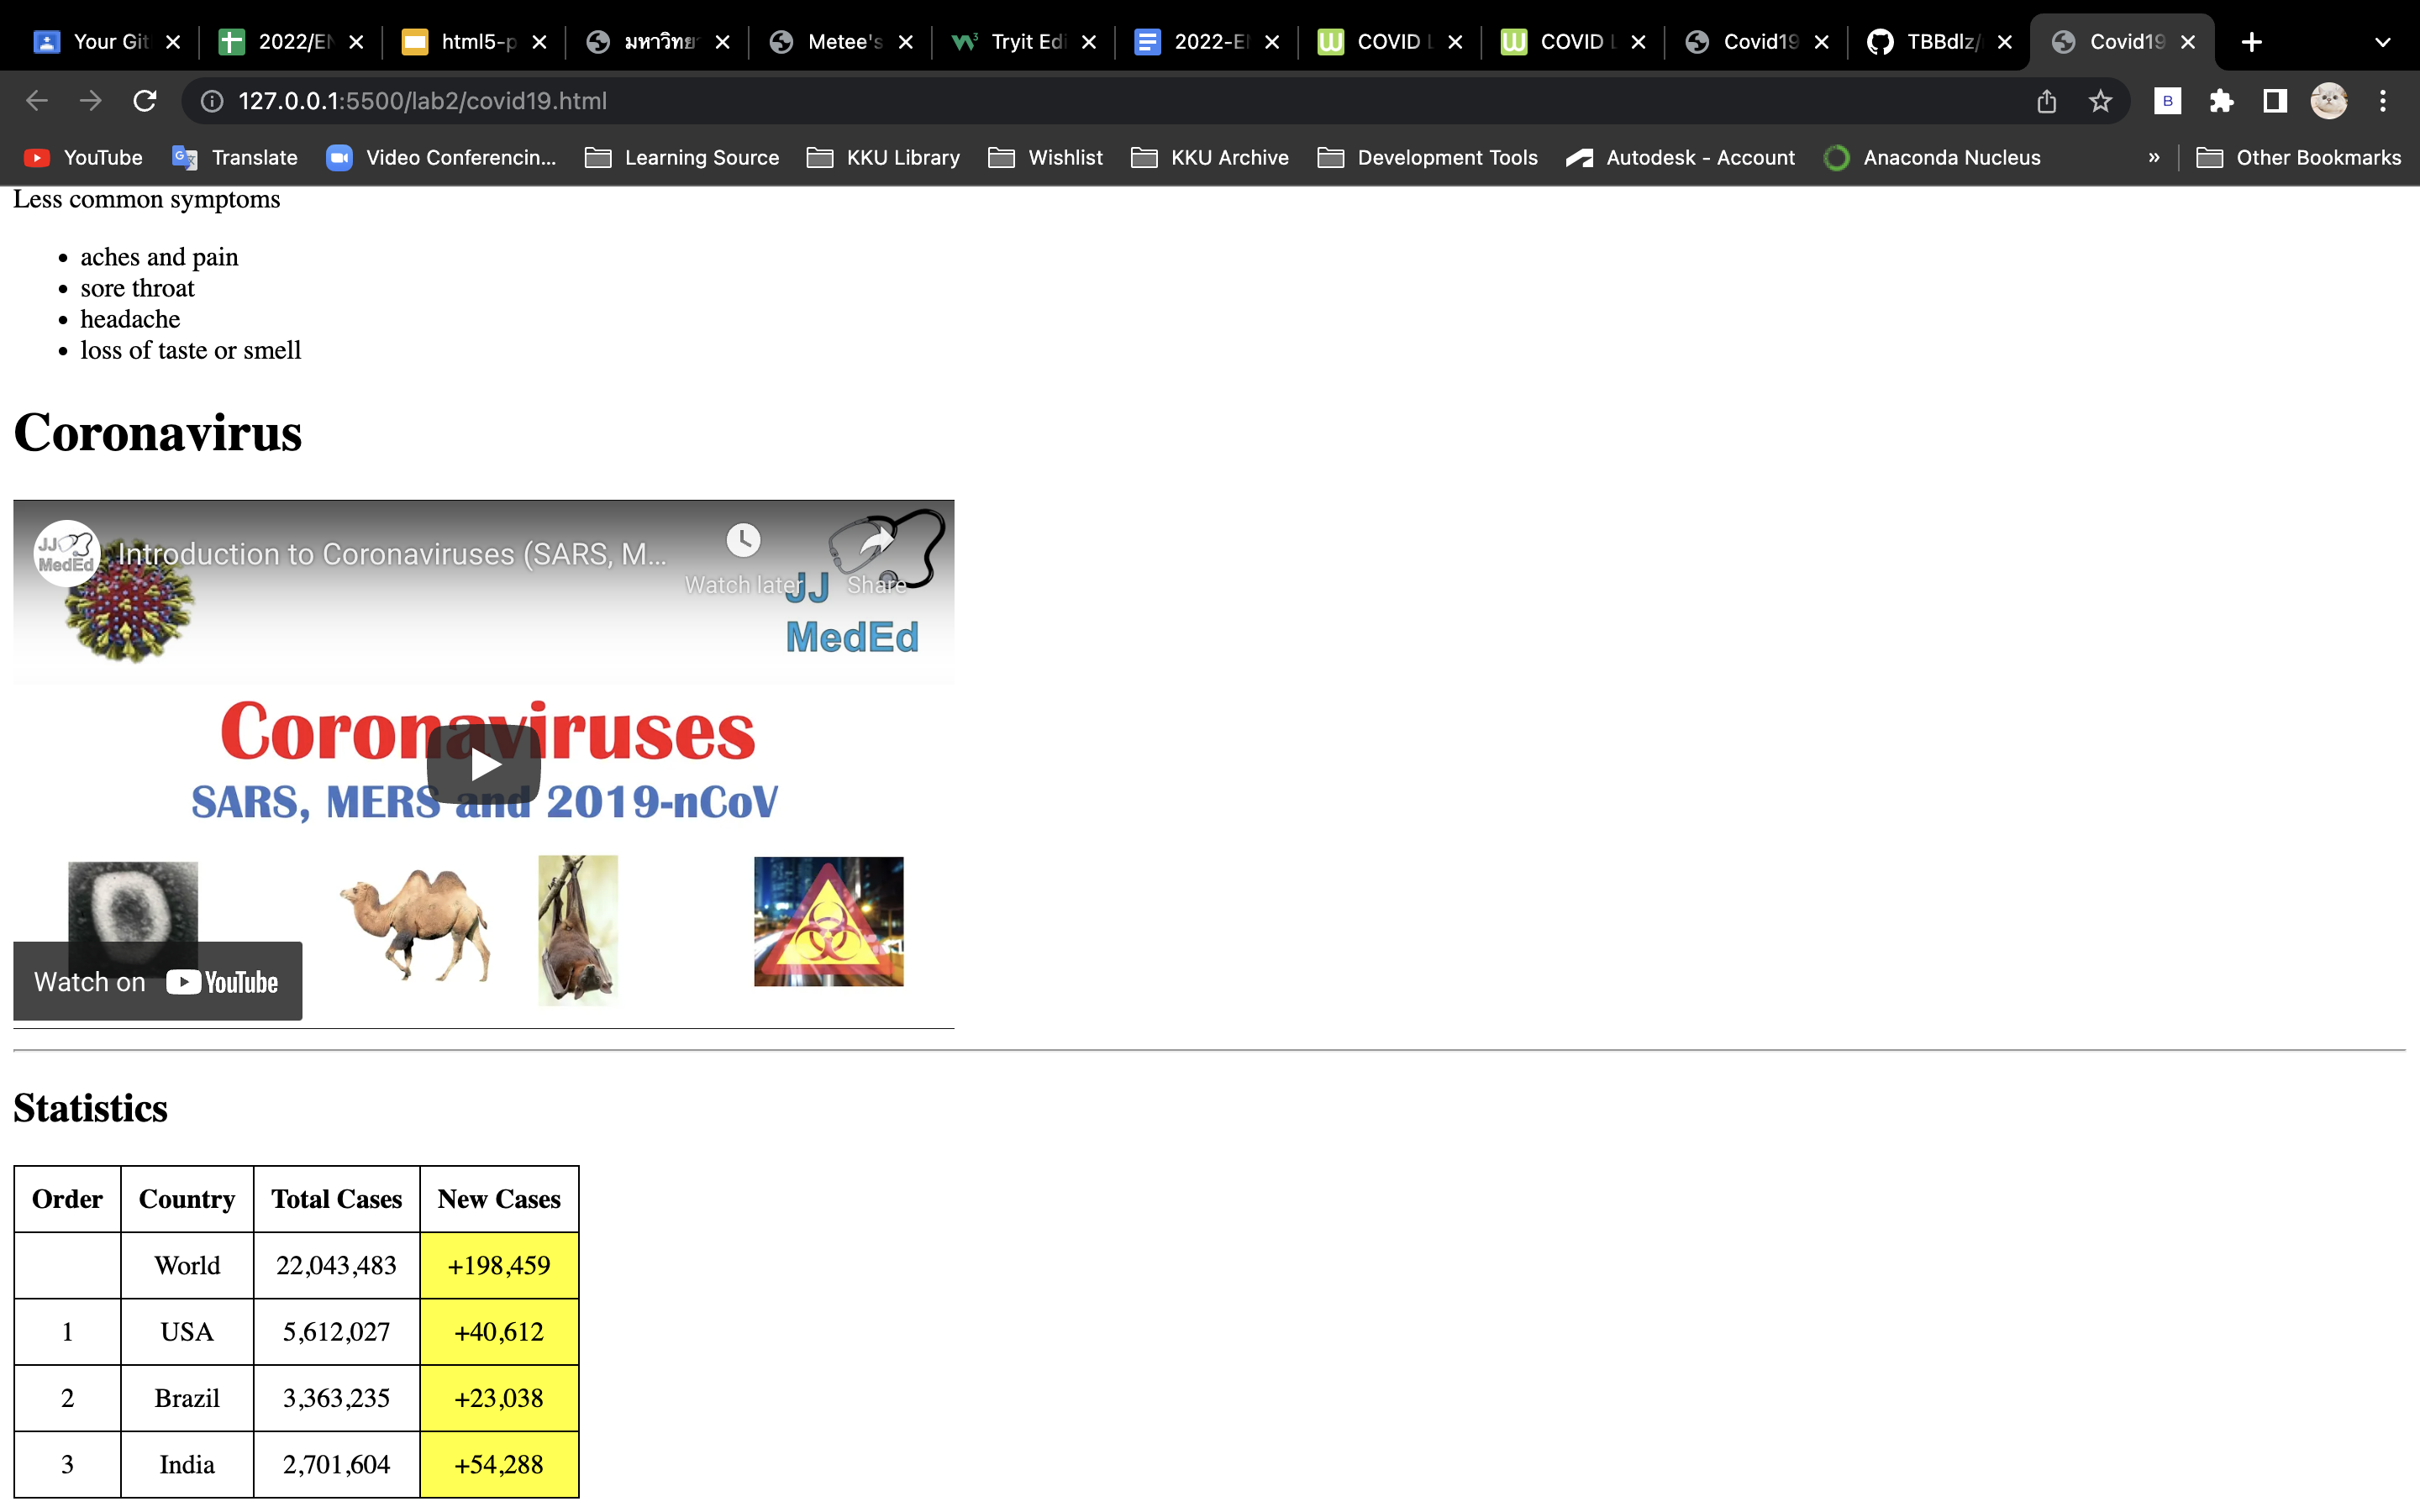 Your Git 2022/EN html5-p มหาวิทย Metee's Tryit Edi 2022-E COVID L COVID L Covid19 TBBdlz/ Covid19
127.0.0.1:5500/lab2/covid19.html B
YouTube Translate Video Conferencin... Learning Source KKU Library Wishlist KKU Archive Development Tools Autodesk - Account Anaconda Nucleus » Other Bookmarks
Less common symptoms
aches and pain
sore throat
headache
loss of taste or smell
Coronavirus
JJ MedEd
Introduction to Coronaviruses (SARS, M...
Watch later Share
JJ
MedEd
Coronaviruses
SARS, MERS and 2019-nCoV
Watch on YouTube
Statistics
Order Country Total Cases New Cases
World 22,043,483 +198,459
1 USA 5,612,027 +40,612
2 Brazil 3,363,235 +23,038
3 India 2,701,604 +54,288